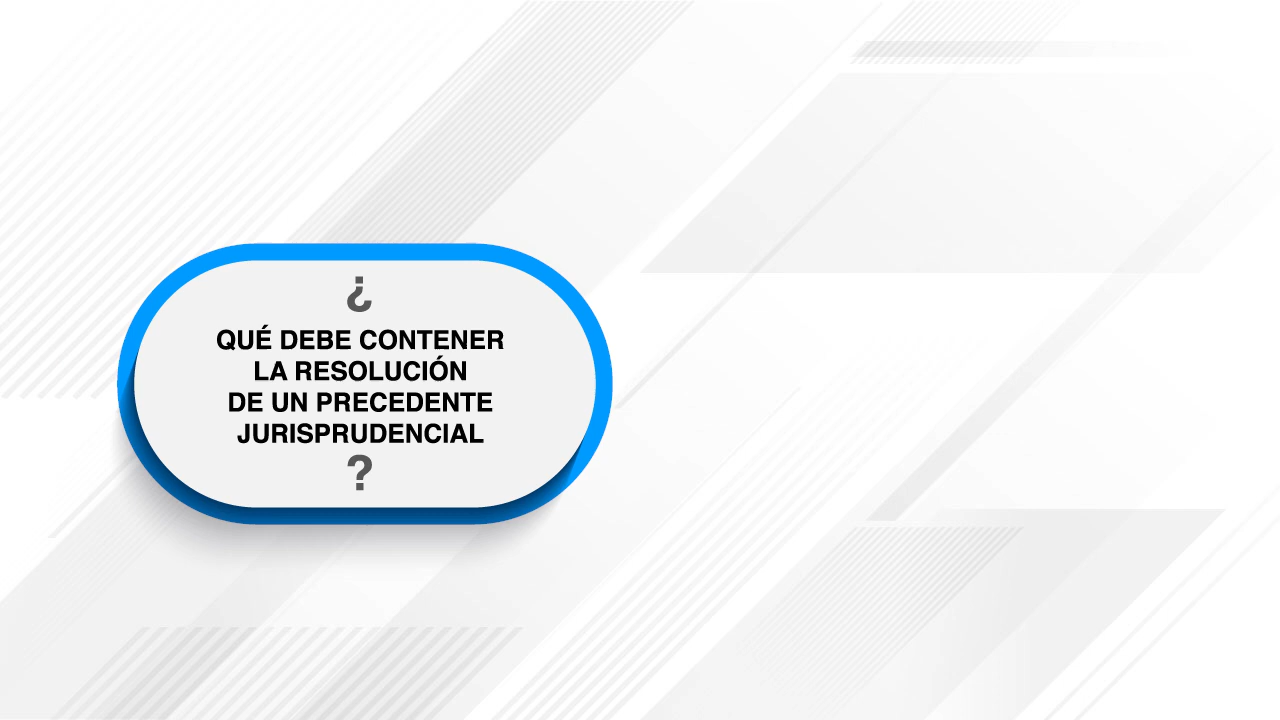 ¿
QUÉ DEBE CONTENER
LA RESOLUCIÓN
DE UN PRECEDENTE
JURISPRUDENCIAL
?